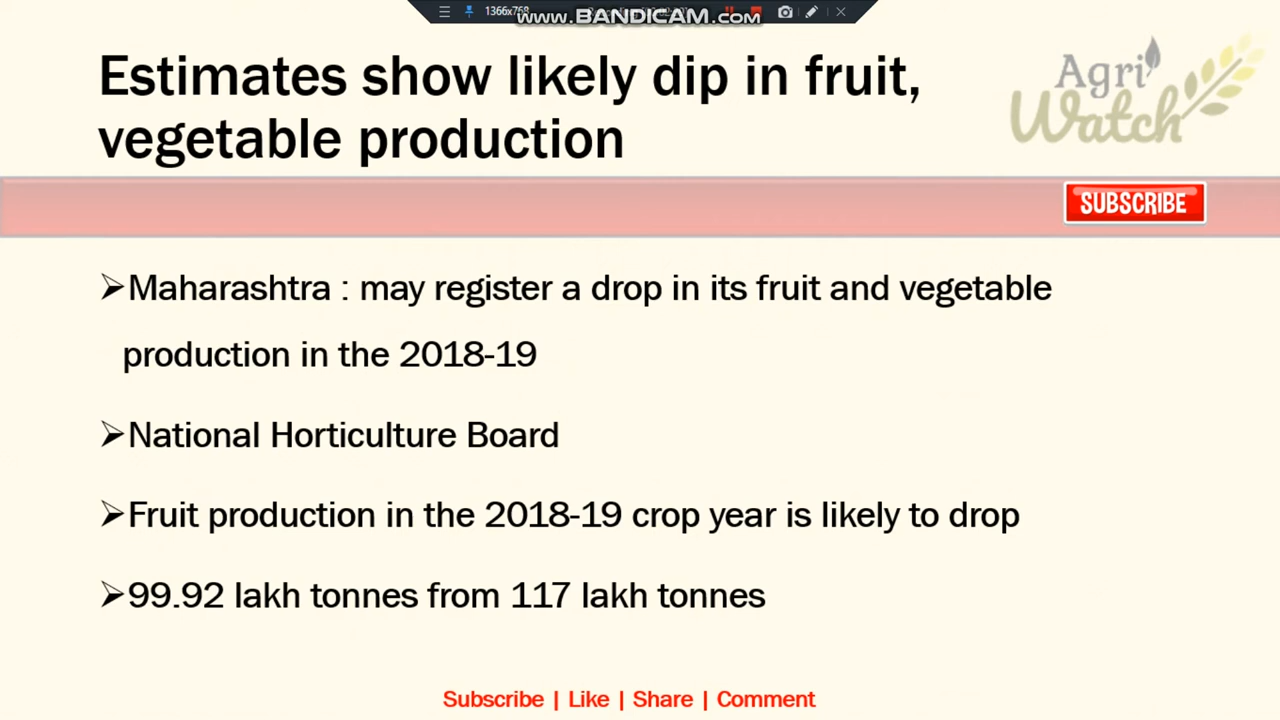 1366x768
www.BANDICAM.com
Estimates show likely dip in fruit,
vegetable production
Agri
Watch
SUBSCRIBE
➢Maharashtra : may register a drop in its fruit and vegetable
production in the 2018-19
➢National Horticulture Board
➢Fruit production in the 2018-19 crop year is likely to drop
➢99.92 lakh tonnes from 117 lakh tonnes
Subscribe | Like | Share | Comment